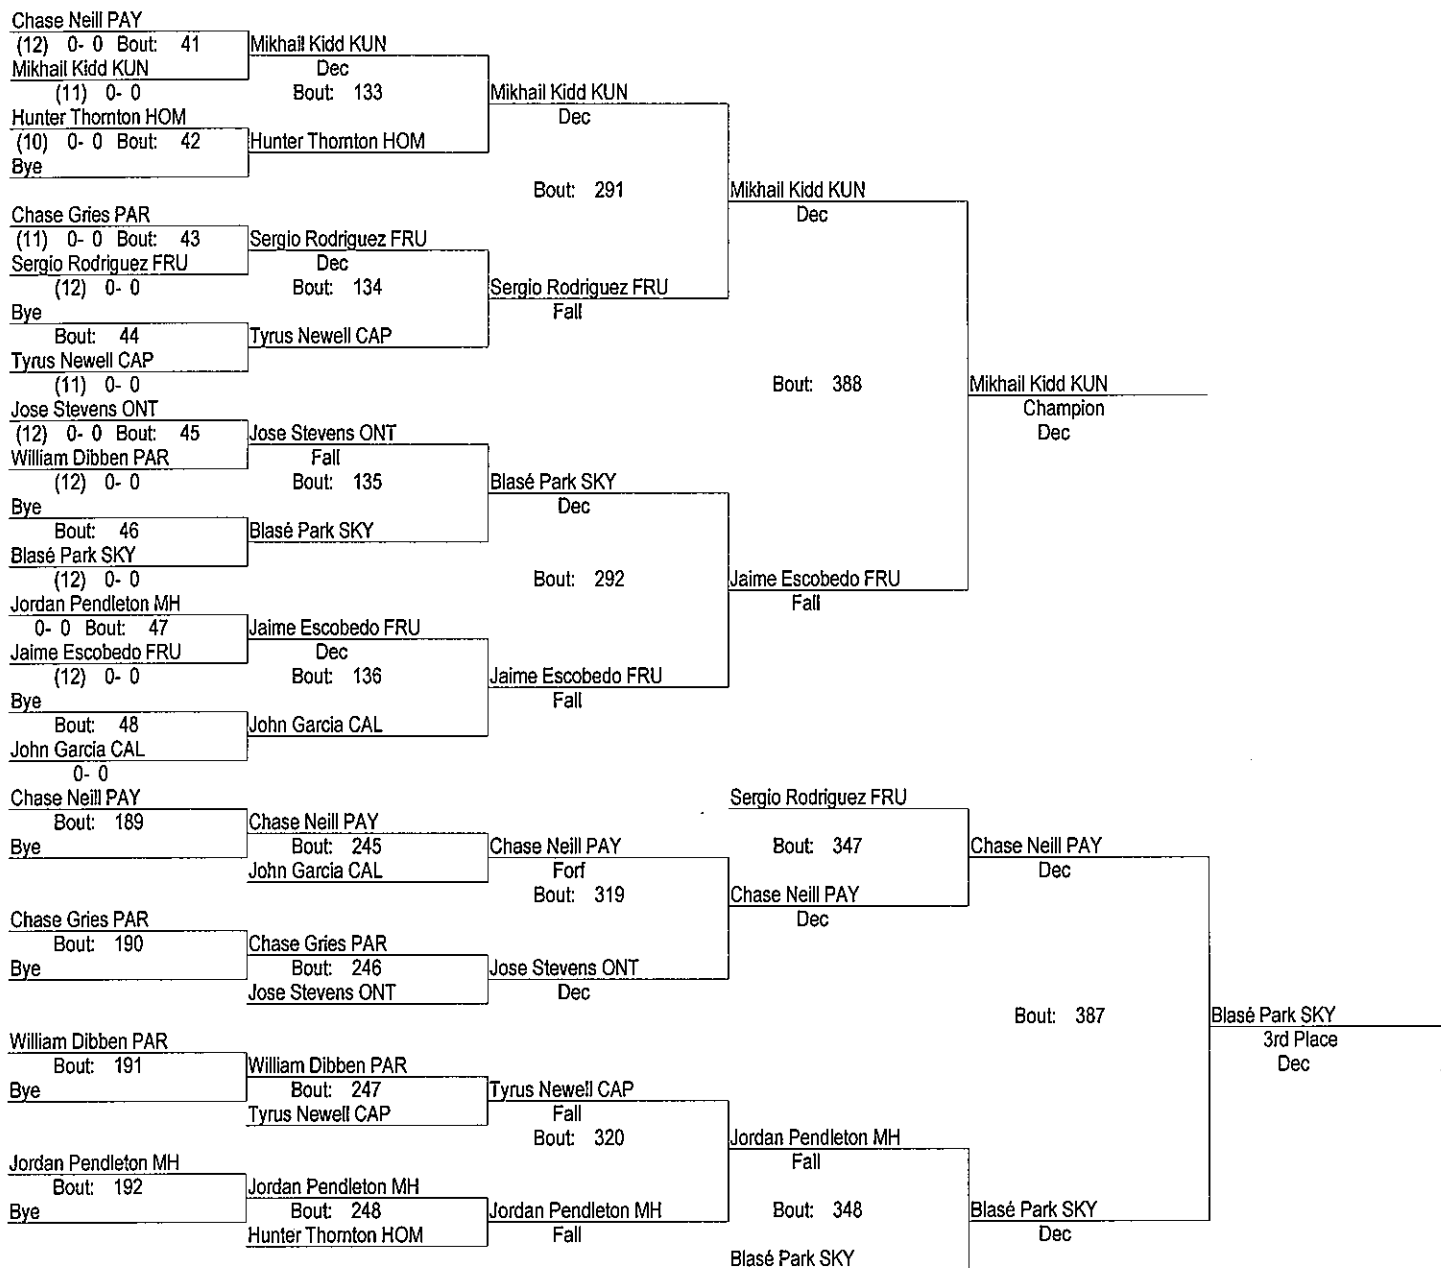 Chase Neill PAY
(12) 0- 0 Bout: 41
Mikhail Kidd KUN
(11) 0- 0
Hunter Thornton HOM
(10) 0- 0 Bout: 42
Bye
Chase Gries PAR
(11) 0- 0 Bout: 43
Sergio Rodriguez FRU
(12) 0- 0
Bye
Bout: 44
Tyrus Newell CAP
(11) 0- 0
Jose Stevens ONT
(12) 0- 0 Bout: 45
William Dibben PAR
(12) 0- 0
Bye
Bout: 46
Blasé Park SKY
(12) 0- 0
Jordan Pendleton MH
0- 0 Bout: 47
Jaime Escobedo FRU
(12) 0- 0
Bye
Bout: 48
John Garcia CAL
0- 0
Mikhail Kidd KUN
Dec
Bout: 133
Hunter Thornton HOM
Sergio Rodriguez FRU
Dec
Bout: 134
Tyrus Newell CAP
Jose Stevens ONT
Fall
Bout: 135
Blasé Park SKY
Jaime Escobedo FRU
Dec
Bout: 136
John Garcia CAL
Mikhail Kidd KUN
Dec
Bout: 291
Sergio Rodriguez FRU
Fall
Blasé Park SKY
Dec
Bout: 292
Jaime Escobedo FRU
Fall
Mikhail Kidd KUN
Dec
Bout: 388
Jaime Escobedo FRU
Fall
Mikhail Kidd KUN
Champion
Dec
Chase Neill PAY
Bout: 189
Bye
Chase Gries PAR
Bout: 190
Bye
William Dibben PAR
Bout: 191
Bye
Jordan Pendleton MH
Bout: 192
Bye
Chase Neill PAY
Bout: 245
John Garcia CAL
Chase Gries PAR
Bout: 246
Jose Stevens ONT
William Dibben PAR
Bout: 247
Tyrus Newell CAP
Jordan Pendleton MH
Bout: 248
Hunter Thornton HOM
Chase Neill PAY
Forf
Bout: 319
Jose Stevens ONT
Dec
Tyrus Newell CAP
Fall
Bout: 320
Jordan Pendleton MH
Fall
Sergio Rodriguez FRU
Bout: 347
Chase Neill PAY
Dec
Jordan Pendleton MH
Fall
Bout: 348
Blasé Park SKY
Chase Neill PAY
Dec
Bout: 387
Blasé Park SKY
Dec
Blasé Park SKY
3rd Place
Dec